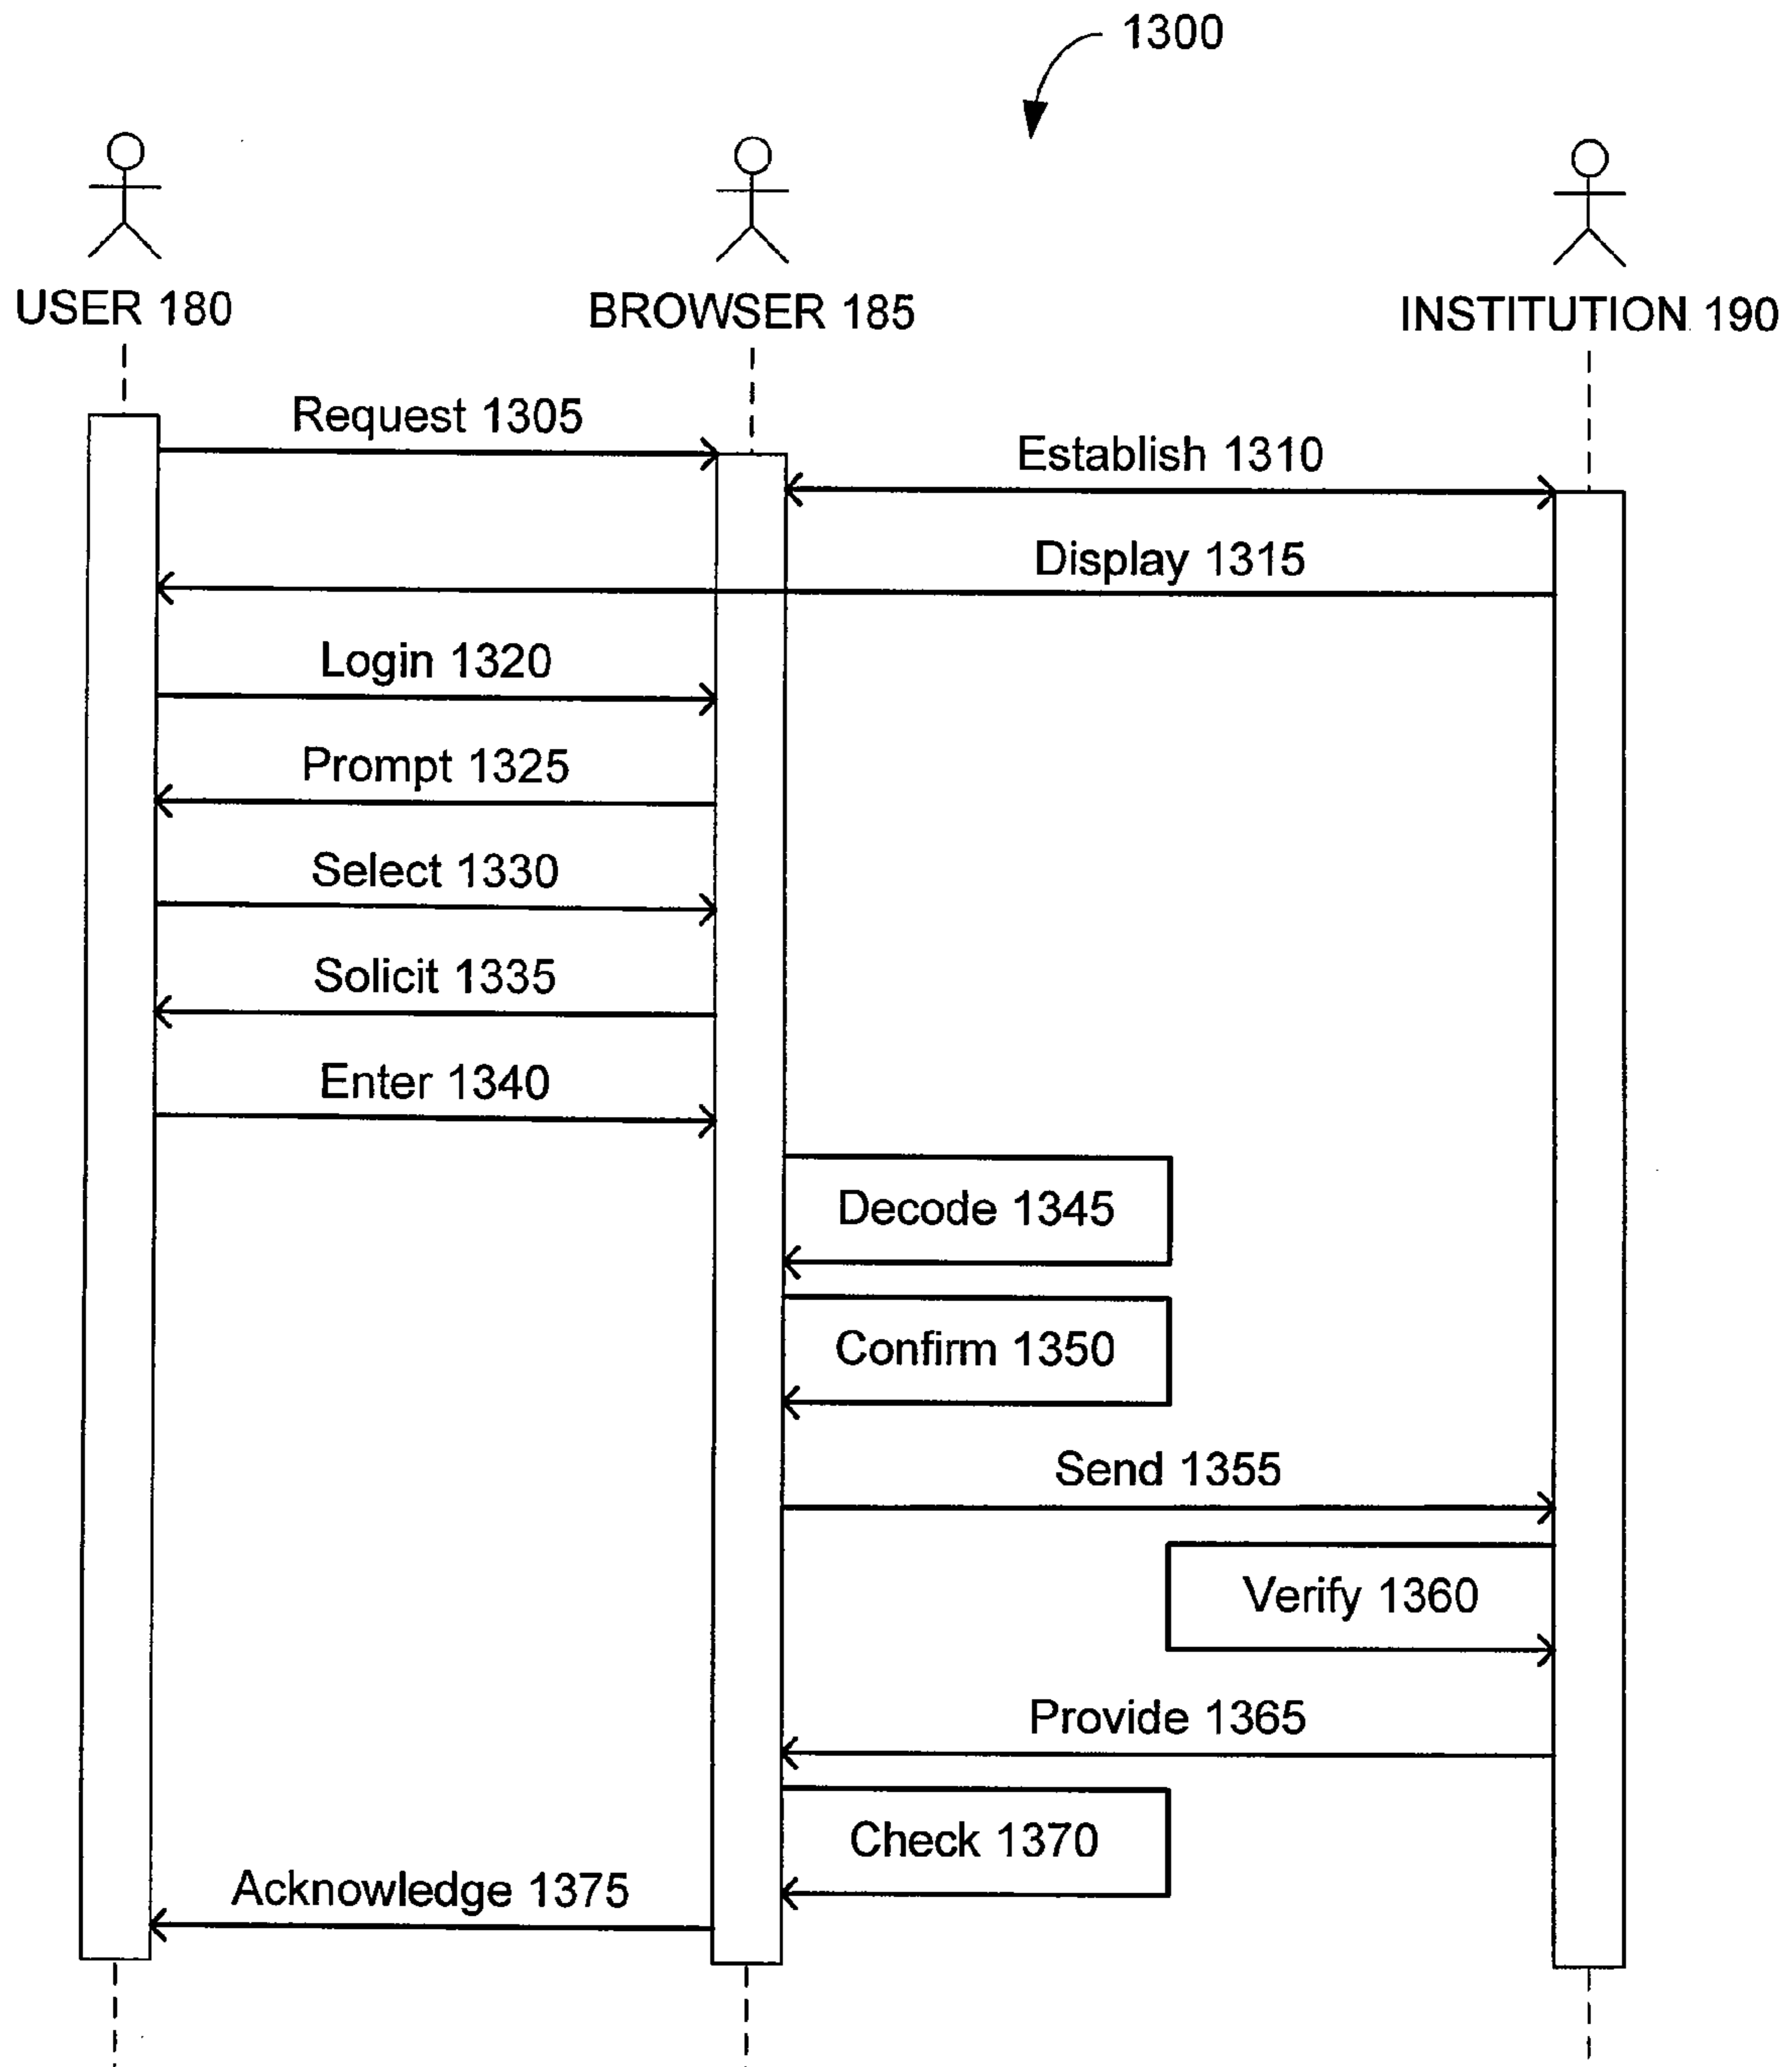 1300
USER 180
BROWSER 185
INSTITUTION 190
Request 1305
Establish 1310
Display 1315
Login 1320
Prompt 1325
Select 1330
Solicit 1335
Enter 1340
Decode 1345
Confirm 1350
Send 1355
Verify 1360
Provide 1365
Check 1370
Acknowledge 1375